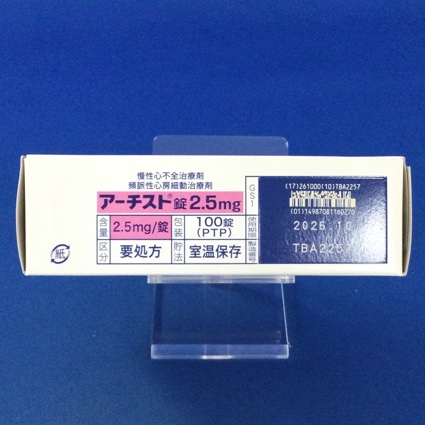 慢性心不全治療剤
頻脈性心房細動治療剤
アーチスト®錠2.5mg
含量 2.5mg/錠 包装 100錠(PTP)
区分 要処方 貯法 室温保存
GS1
使用期限
製造番号
(17)261000(10)TBA2257
(01)14987081160270
2026.10
TBA2257
紙